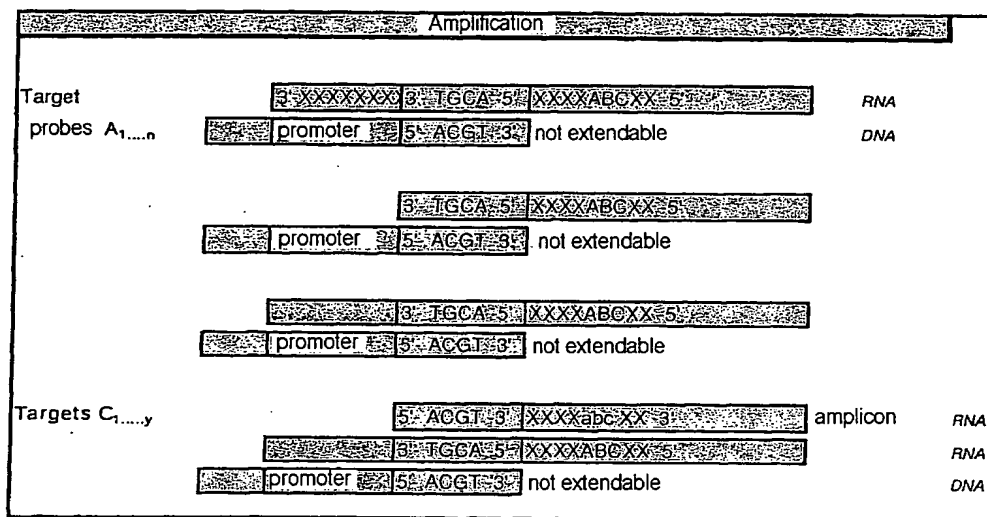 Amplification
Target 3' XXXXXXX 3'- TGCA -5' XXXXABCXX 5' RNA
probes A1.....n promoter 5'- ACGT -3' not extendable DNA
3'- TGCA -5' XXXXABCXX 5'
promoter 5'- ACGT -3' not extendable
3'- TGCA -5' XXXXABCXX 5'
promoter 5'- ACGT -3' not extendable
Targets C1.....y 5'- ACGT -3' XXXXabcXX 3' amplicon RNA
3'- TGCA -5' XXXXABCXX 5' RNA
promoter 5'- ACGT -3' not extendable DNA